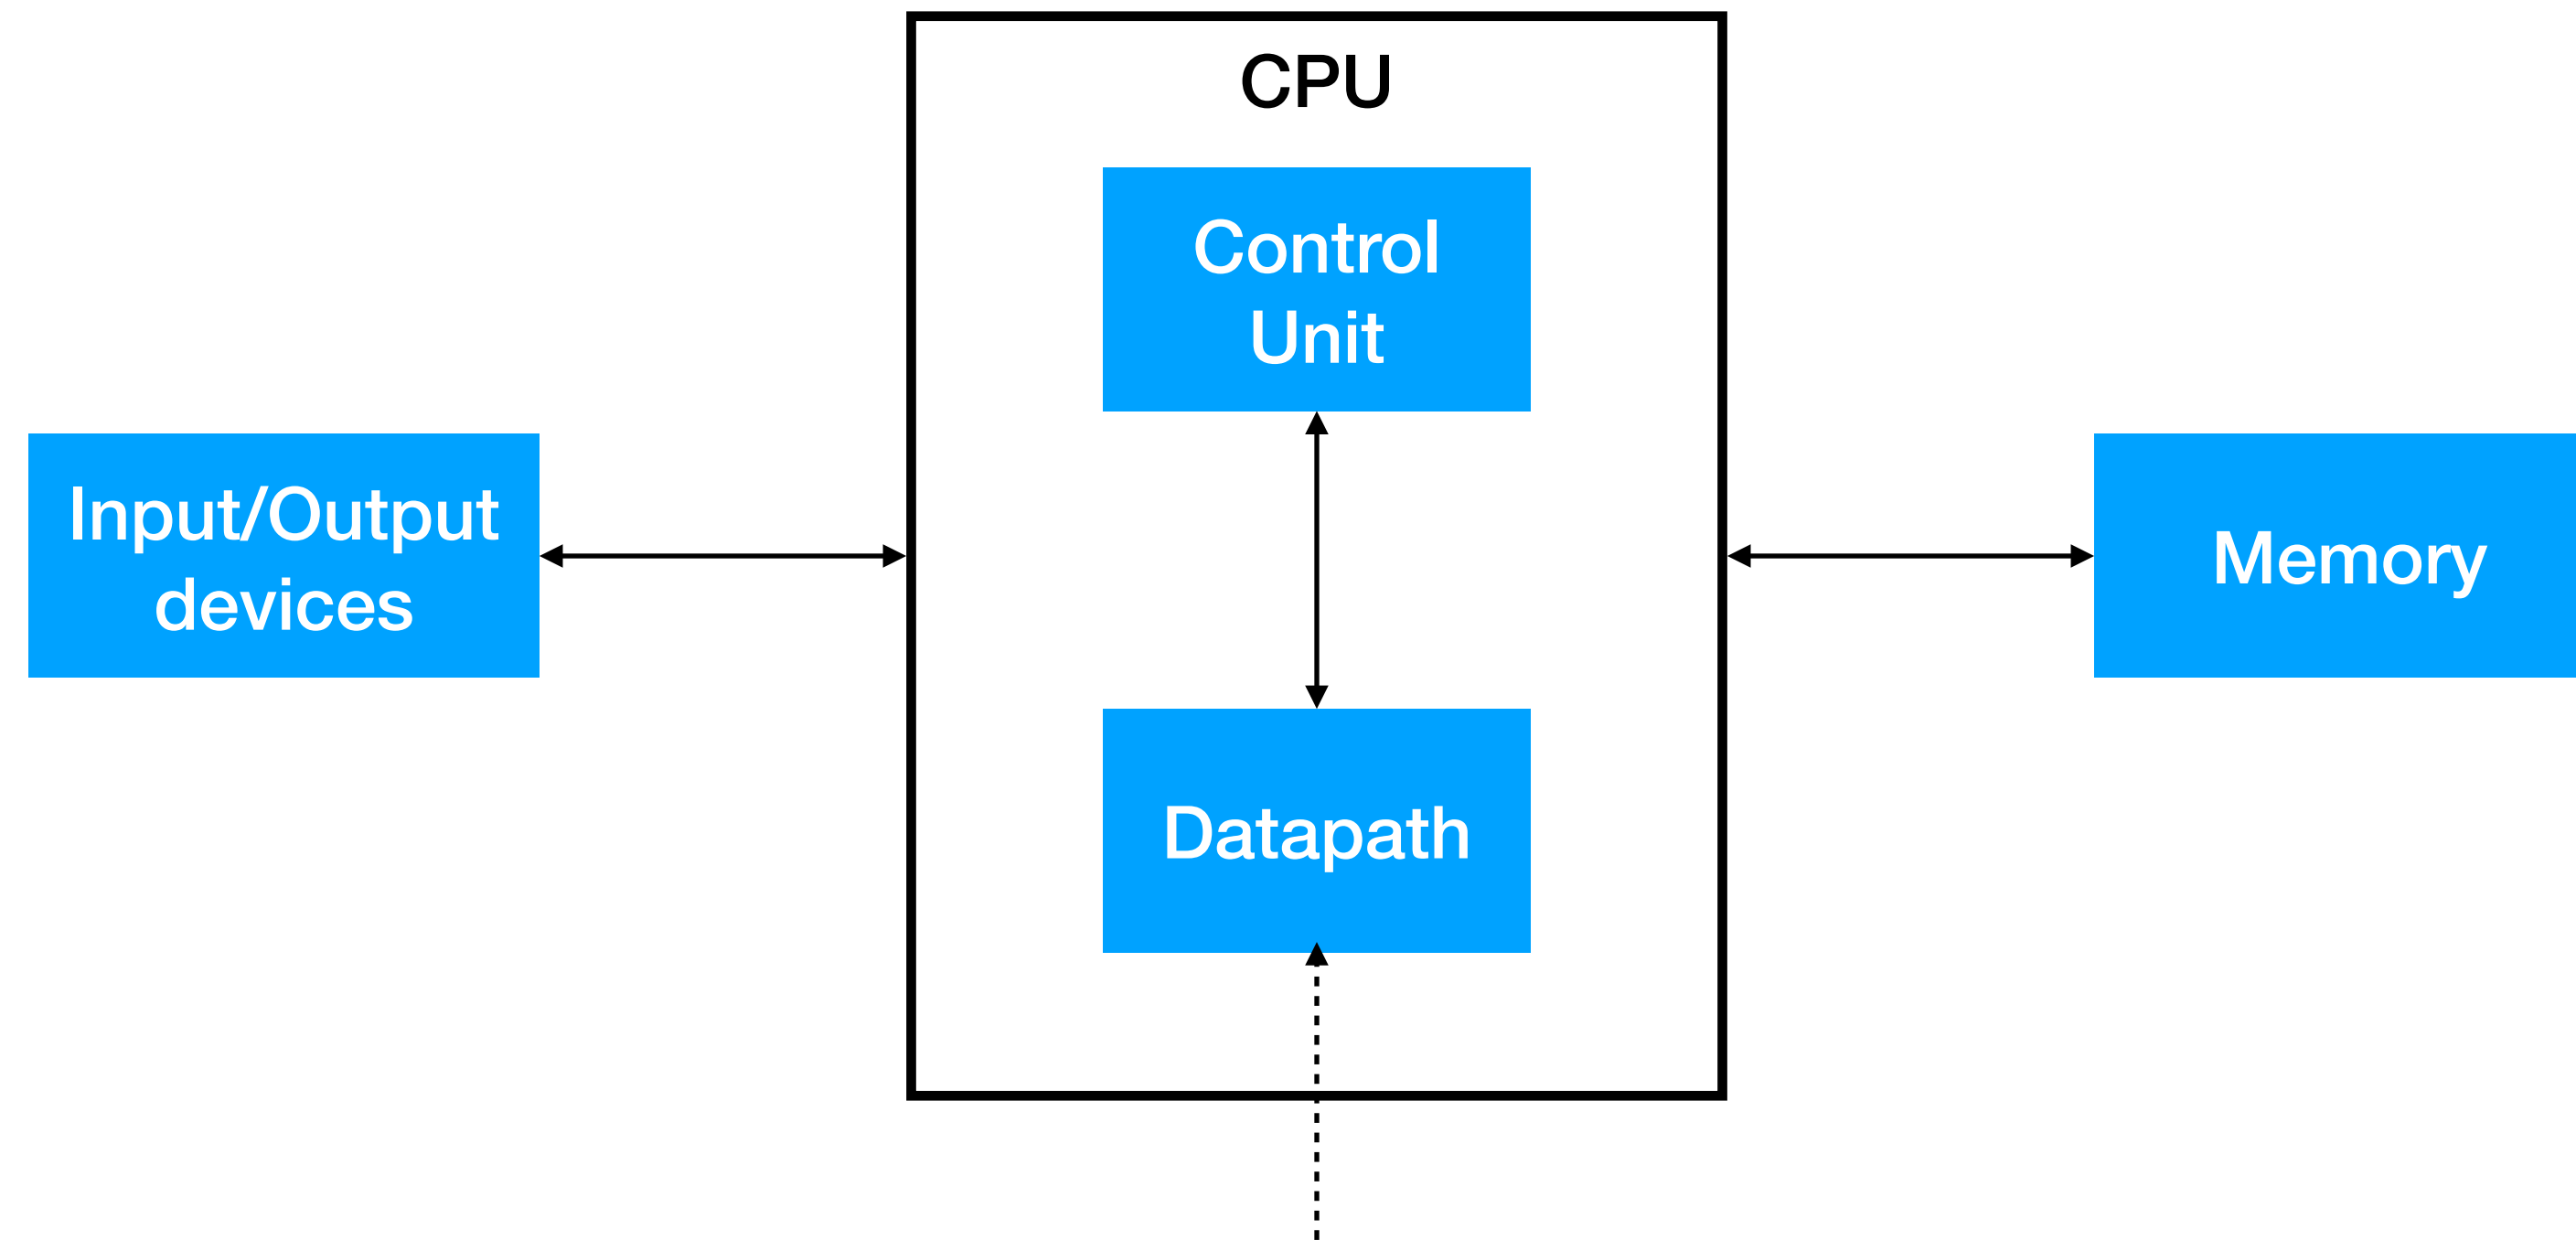 CPU
Control
Unit
Input/Output
devices
Memory
Datapath